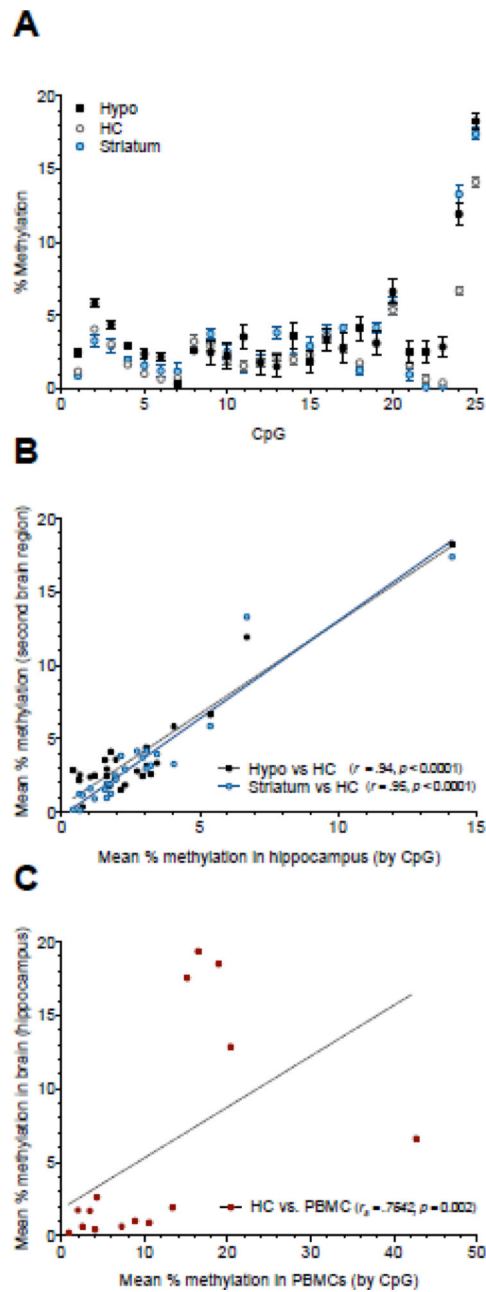 A
20
15
10
5
0
% Methylation
Hypo
HC
Striatum
0 5 10 15 20 25
CpG
B
20
15
10
5
0
Mean % methylation (second brain region)
Hypo vs HC (r = .94, p < 0.0001)
Striatum vs HC (r = .95, p < 0.0001)
0 5 10 15
Mean % methylation in hippocampus (by CpG)
C
20
15
10
5
0
Mean % methylation in brain (hippocampus)
HC vs. PBMC (rs = .7642, p = 0.002)
0 10 20 30 40 50
Mean % methylation in PBMCs (by CpG)